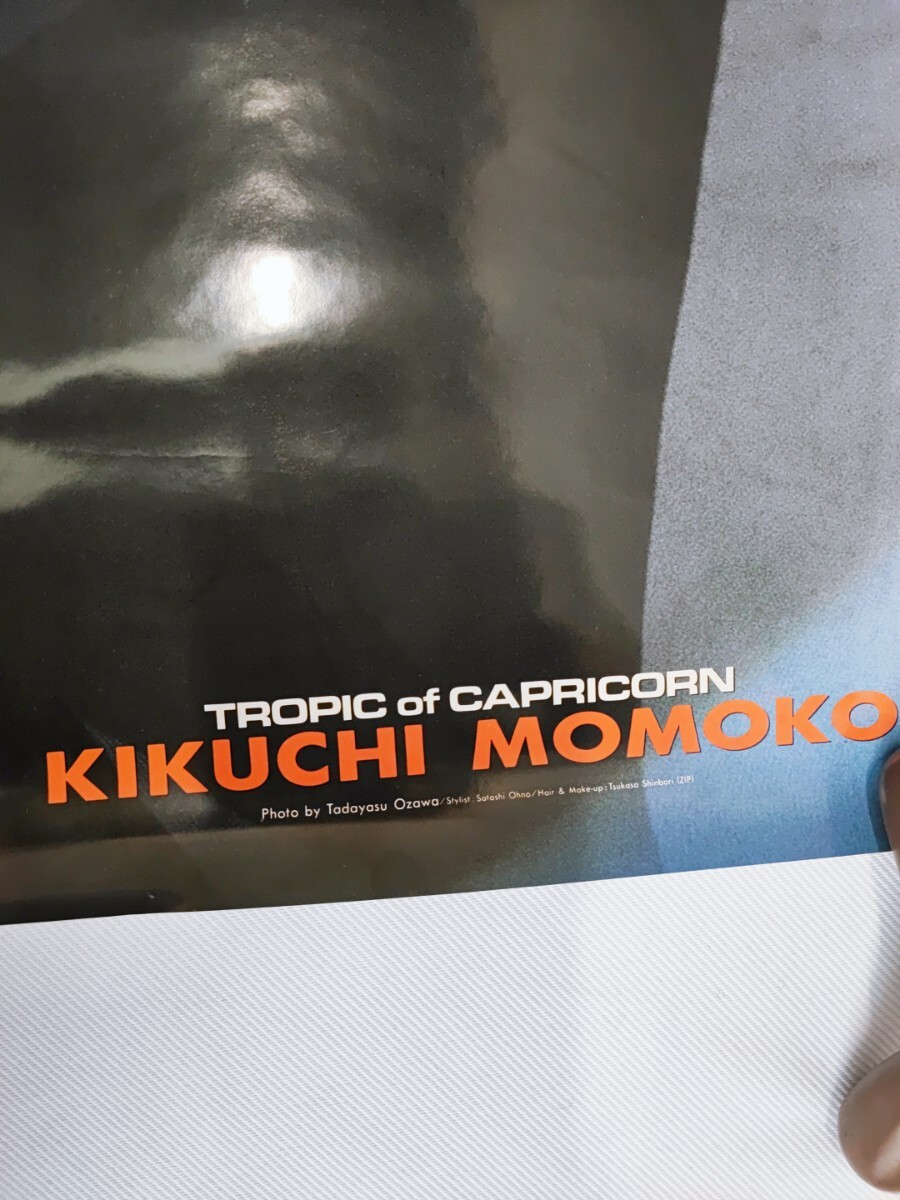 TROPIC of CAPRICORN
KIKUCHI MOMOKO
Photo by Tadayasu Ozawa/Stylist: Satoshi Ohno/Hair & Make-up: Tsukasa Shinbori (ZIP)